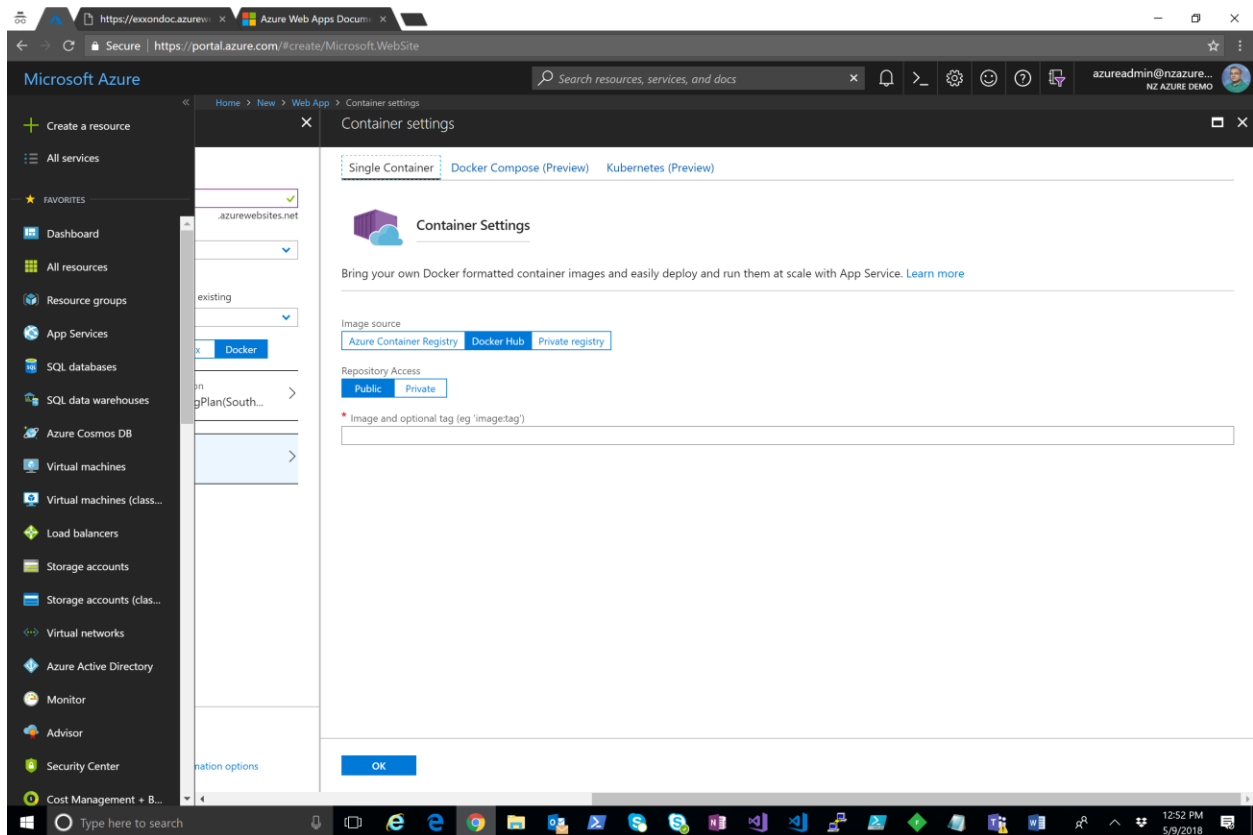 https://exxondoc.azurewe
Azure Web Apps Docume
Secure
https://portal.azure.com/#create/Microsoft.WebSite
Microsoft Azure
Search resources, services, and docs
azureadmin@nzazure...
NZ AZURE DEMO
Home > New > Web App > Container settings
Create a resource
All services
FAVORITES
Dashboard
All resources
Resource groups
App Services
SQL databases
SQL data warehouses
Azure Cosmos DB
Virtual machines
Virtual machines (class...
Load balancers
Storage accounts
Storage accounts (clas...
Virtual networks
Azure Active Directory
Monitor
Advisor
Security Center
Cost Management + B...
.azurewebsites.net
existing
x Docker
on
gPlan(South...
nation options
Container settings
Single Container Docker Compose (Preview) Kubernetes (Preview)
Container Settings
Bring your own Docker formatted container images and easily deploy and run them at scale with App Service. Learn more
Image source
Azure Container Registry Docker Hub Private registry
Repository Access
Public Private
* Image and optional tag (eg 'image:tag')
OK
Type here to search
12:52 PM
5/9/2018